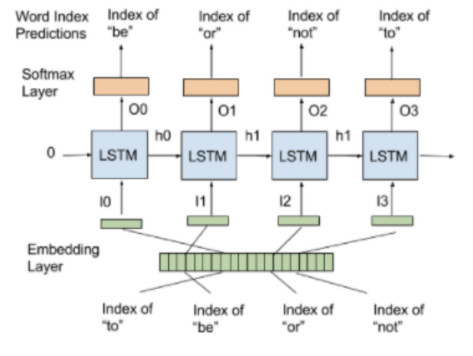 Word Index Predictions
Index of "be"
Index of "or"
Index of "not"
Index of "to"
Softmax Layer
O0
O1
O2
O3
0
LSTM
h0
LSTM
h1
LSTM
h1
LSTM
I0
I1
I2
I3
Embedding Layer
Index of "to"
Index of "be"
Index of "or"
Index of "not"